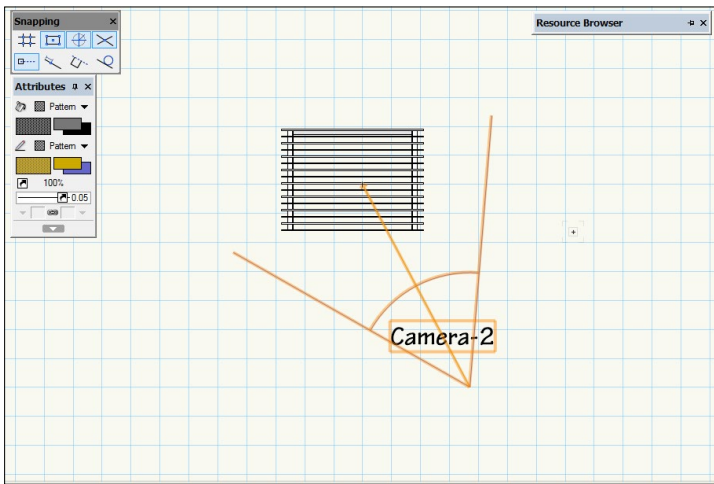 Snapping
Resource Browser
Attributes
Pattern
Pattern
100%
0.05
Camera-2